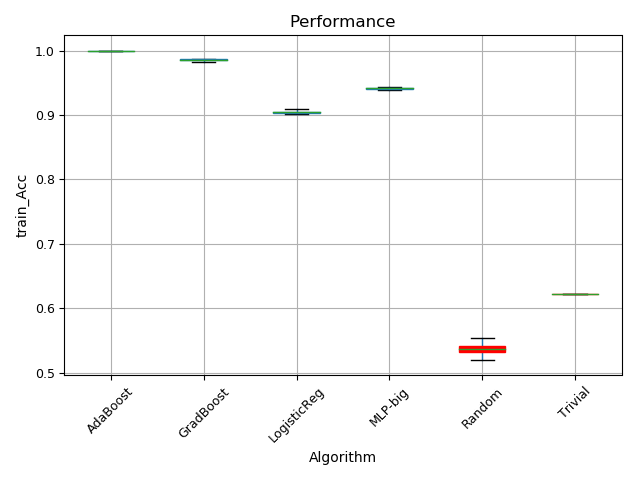 Performance
train_Acc
1.0
0.9
0.8
0.7
0.6
0.5
AdaBoost
GradBoost
LogisticReg
MLP-big
Random
Trivial
Algorithm